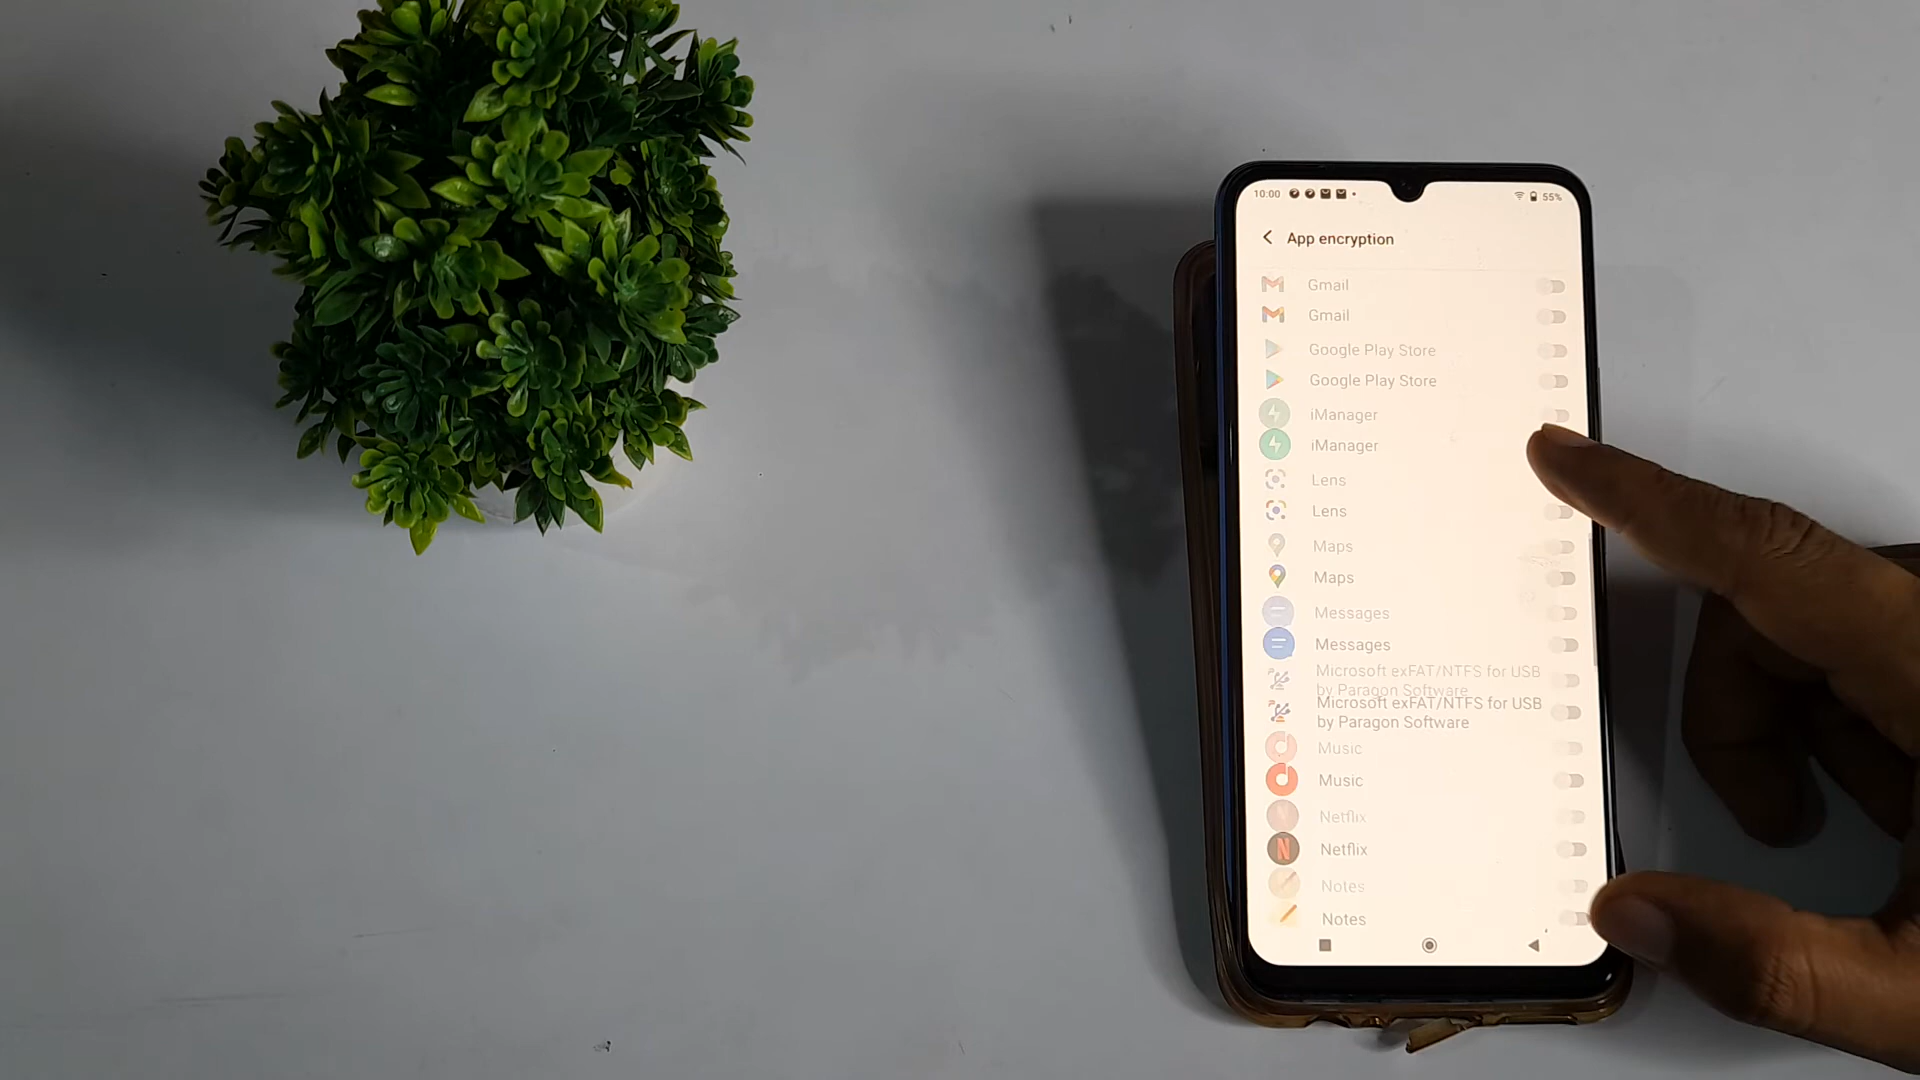 10:00 55%
App encryption
Gmail
Gmail
Google Play Store
Google Play Store
iManager
iManager
Lens
Lens
Maps
Maps
Messages
Messages
Microsoft exFAT/NTFS for USB
by Paragon Software
Microsoft exFAT/NTFS for USB
by Paragon Software
Music
Music
Netflix
Netflix
Notes
Notes